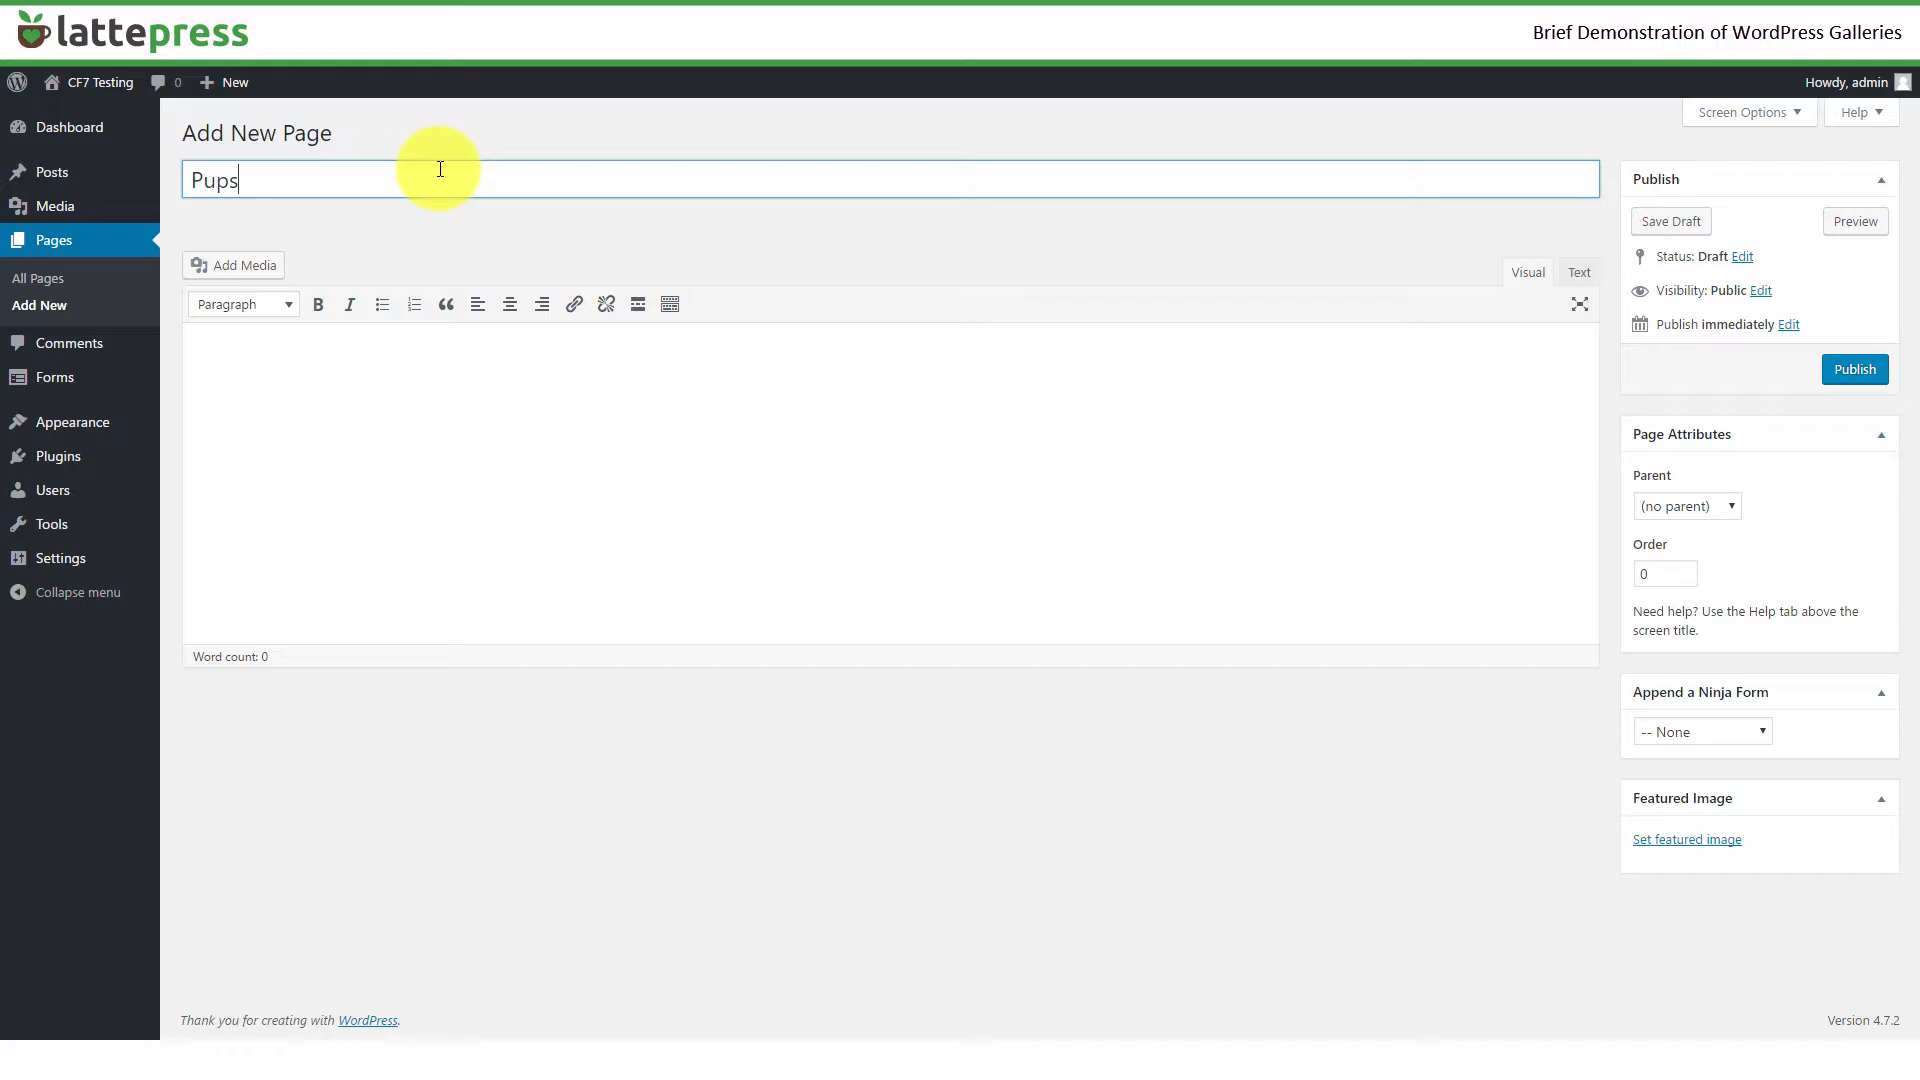 lattepress
Brief Demonstration of WordPress Galleries
CF7 Testing 0 New
Howdy, admin
Dashboard
Posts
Media
Pages
All Pages
Add New
Comments
Forms
Appearance
Plugins
Users
Tools
Settings
Collapse menu
Screen Options
Help
Add New Page
Pups
Add Media
Visual
Text
Paragraph
Word count: 0
Publish
Save Draft
Preview
Status: Draft Edit
Visibility: Public Edit
Publish immediately Edit
Publish
Page Attributes
Parent
(no parent)
Order
0
Need help? Use the Help tab above the
screen title.
Append a Ninja Form
-- None
Featured Image
Set featured image
Thank you for creating with WordPress.
Version 4.7.2